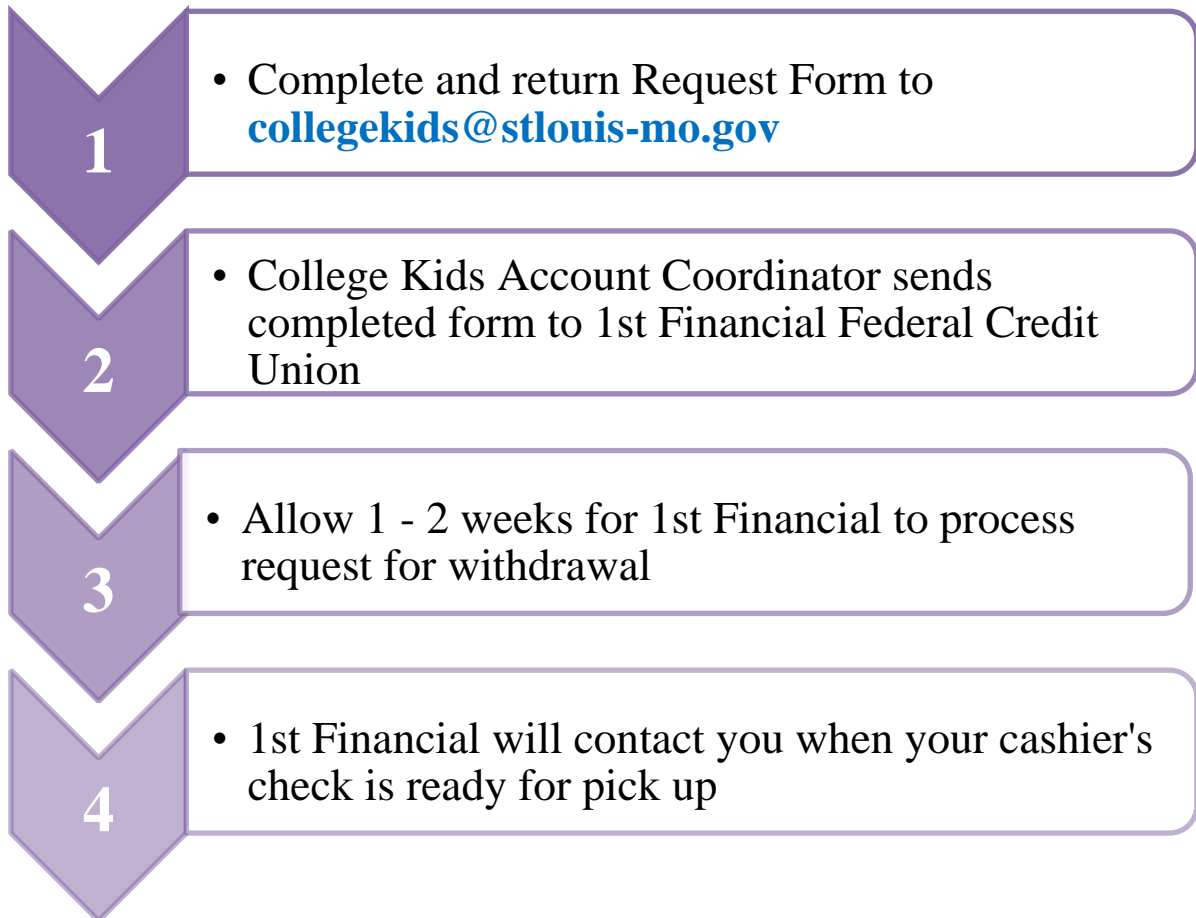 1
• Complete and return Request Form to
collegekids@stlouis-mo.gov
2
• College Kids Account Coordinator sends
completed form to 1st Financial Federal Credit
Union
3
• Allow 1 - 2 weeks for 1st Financial to process
request for withdrawal
4
• 1st Financial will contact you when your cashier's
check is ready for pick up